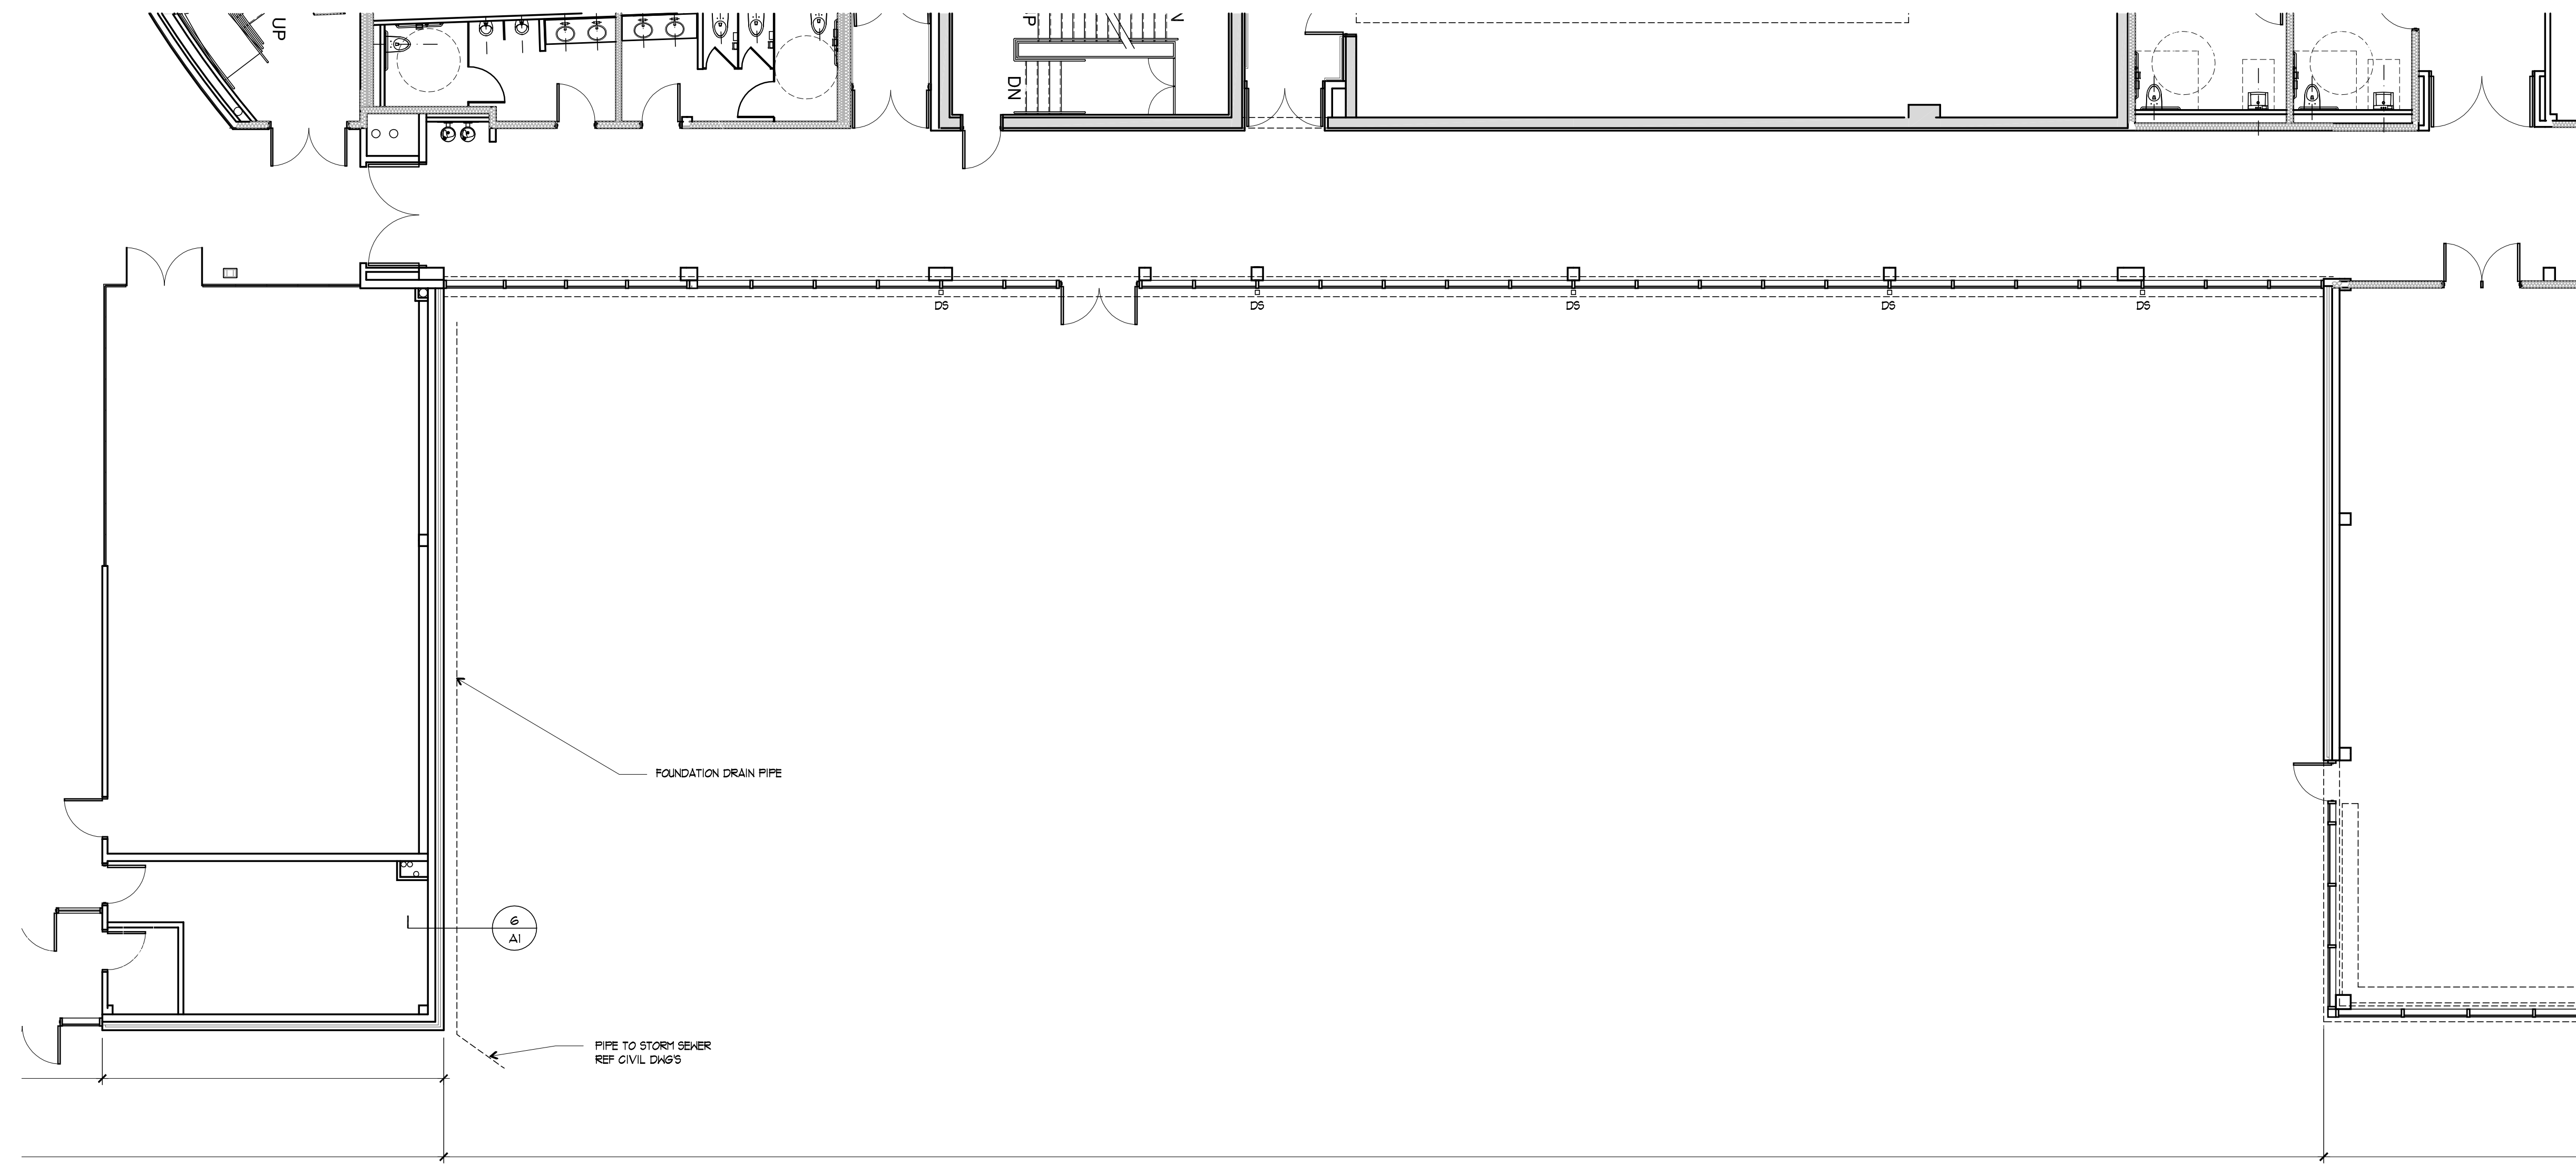 UP
DN
DS
DS
DS
DS
DS
FOUNDATION DRAIN PIPE
6
A1
PIPE TO STORM SEWER
REF CIVIL DWG'S